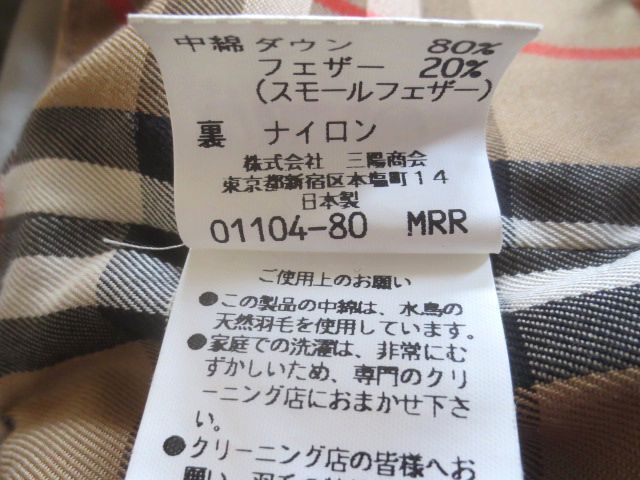 中綿 ダウン 80%
フェザー 20%
(スモールフェザー)
裏 ナイロン
株式会社 三陽商会
東京都新宿区本塩町14
日本製
01104-80 MRR
ご使用上のお願い
●この製品の中綿は、水鳥の
天然羽毛を使用しています。
●家庭での洗濯は、非常にむ
ずかしいため、専門のクリ
ーニング店におまかせ下さ
い。
●クリーニング店の皆様へお
願い